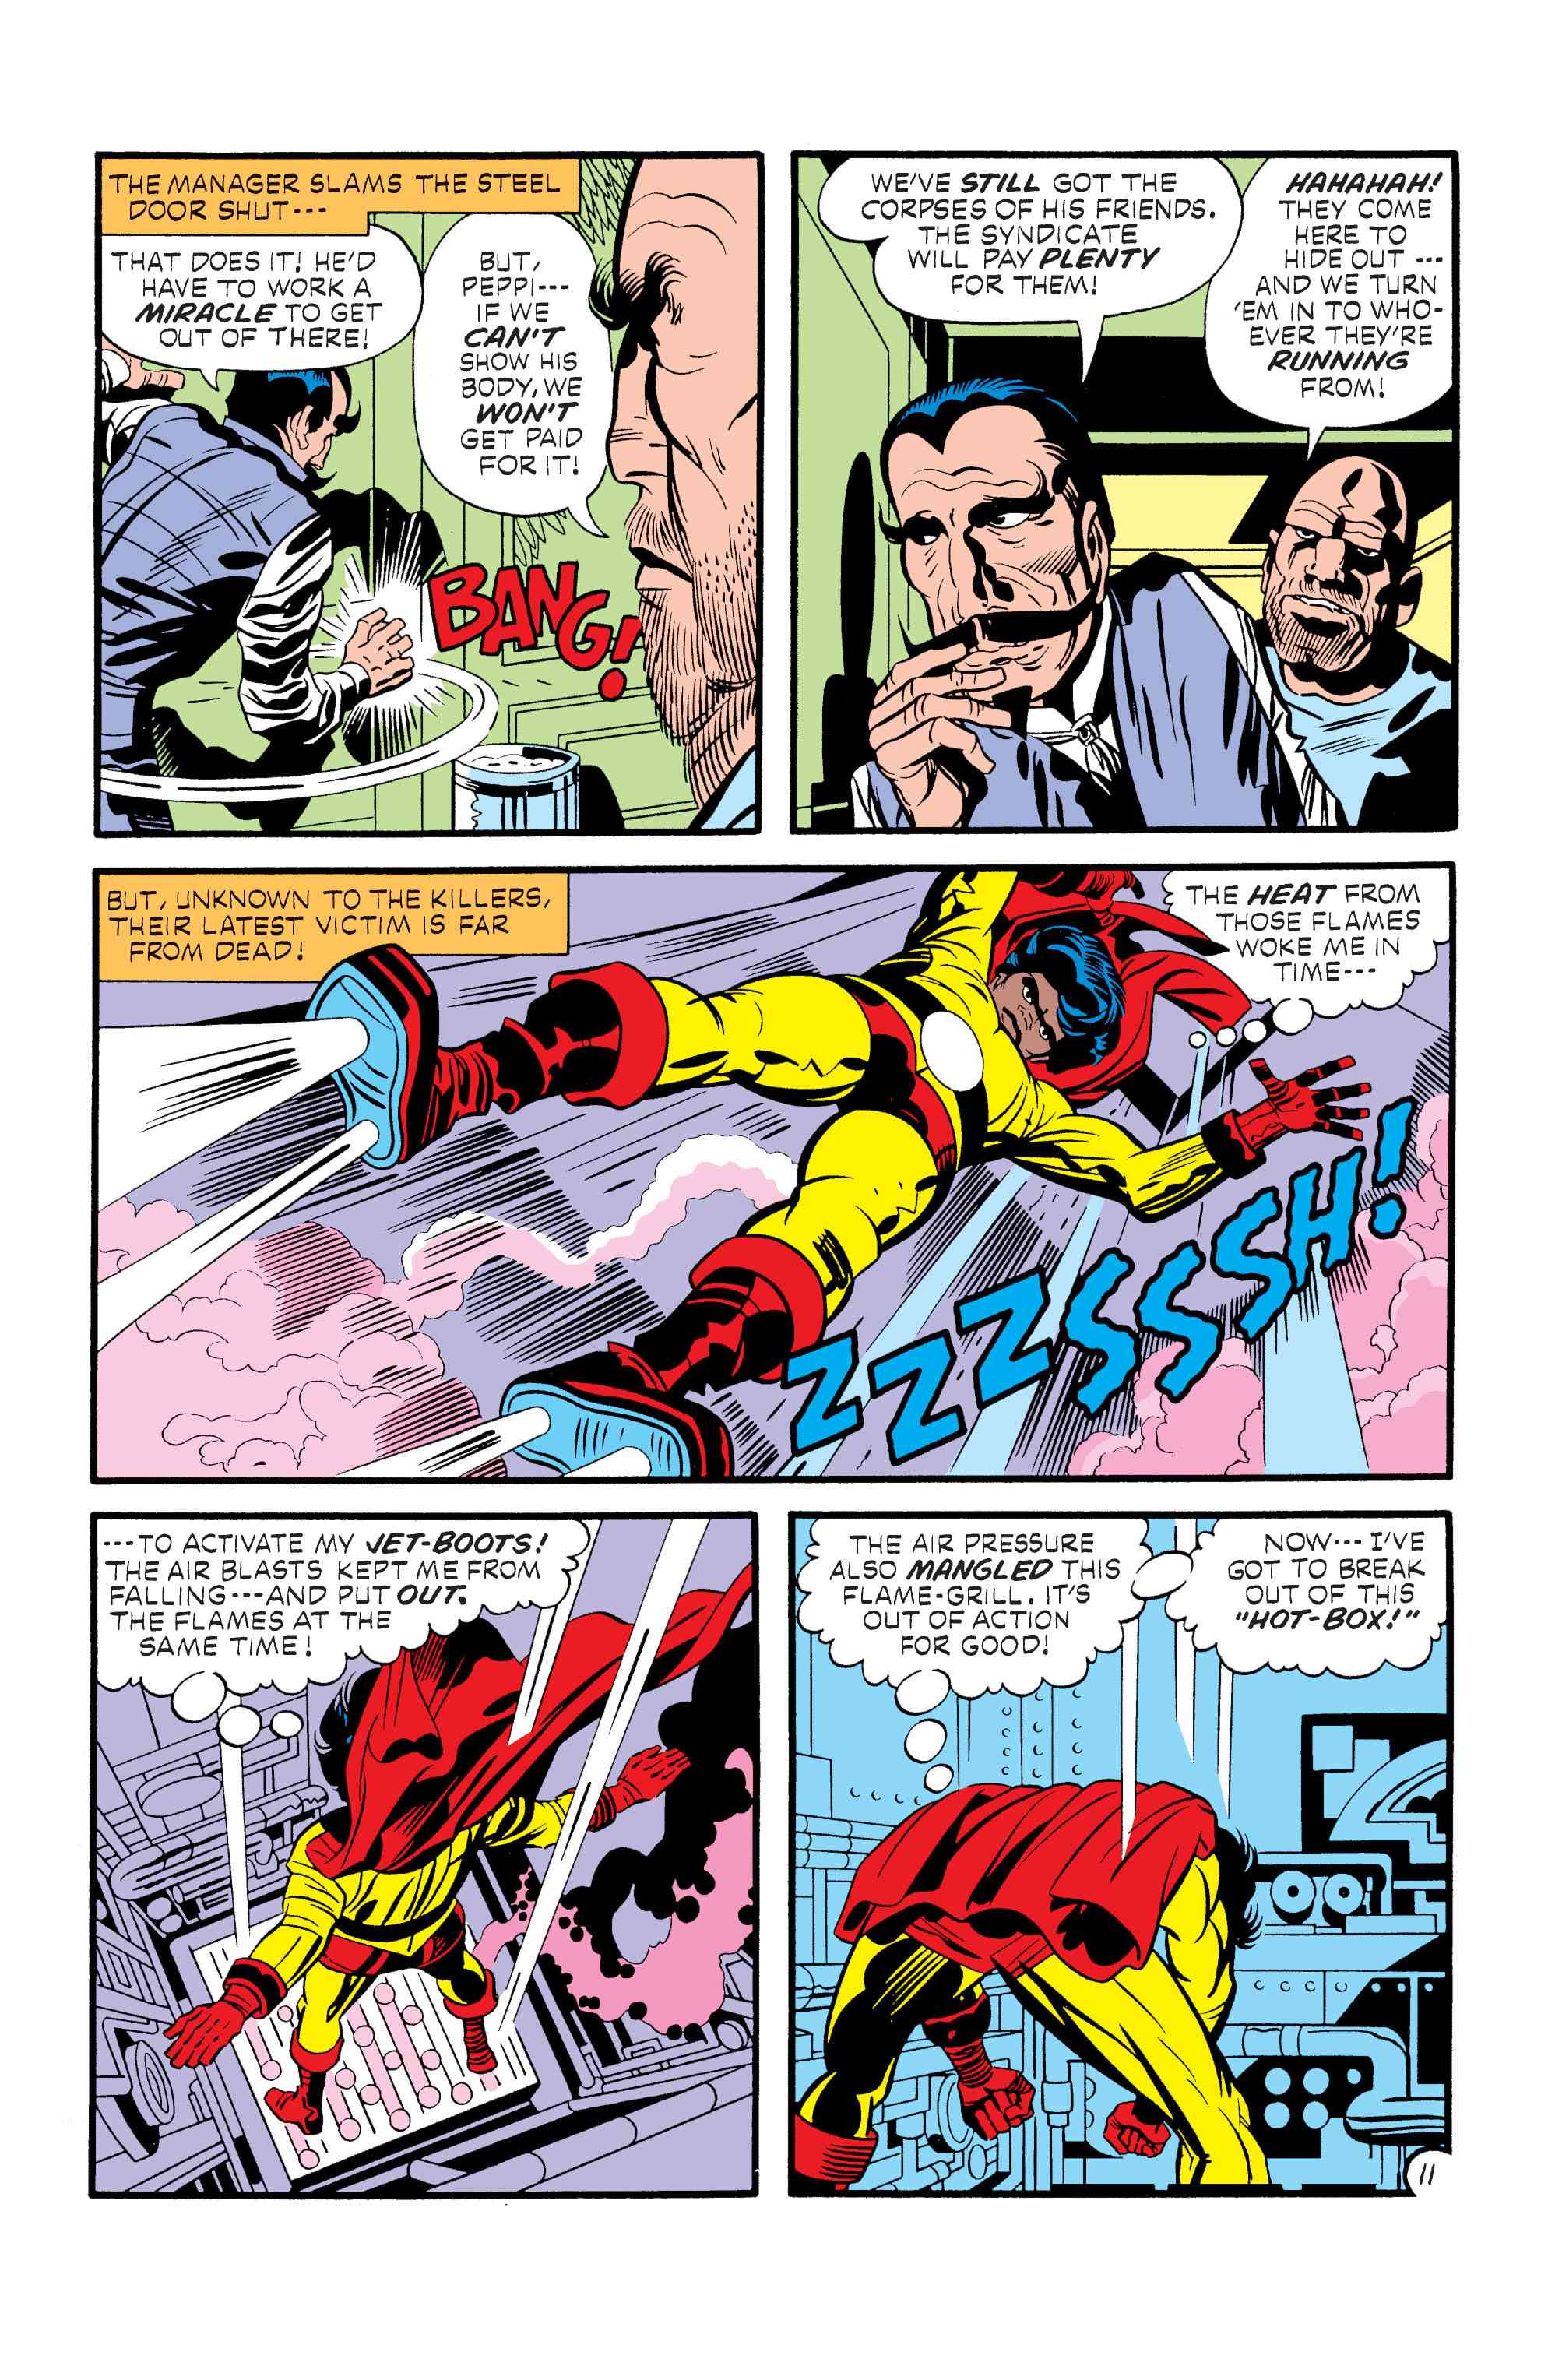 THE MANAGER SLAMS THE STEEL
DOOR SHUT---
THAT DOES IT! HE'D
HAVE TO WORK A
MIRACLE TO GET
OUT OF THERE!
BUT,
PEPPI---
IF WE
CAN'T
SHOW HIS
BODY, WE
WON'T
GET PAID
FOR IT!
BANG!
WE'VE STILL GOT THE
CORPSES OF HIS FRIENDS.
THE SYNDICATE
WILL PAY PLENTY
FOR THEM!
HAHAHAH!
THEY COME
HERE TO
HIDE OUT---
AND WE TURN
'EM IN TO WHO-
EVER THEY'RE
RUNNING
FROM!
BUT, UNKNOWN TO THE KILLERS,
THEIR LATEST VICTIM IS FAR
FROM DEAD!
THE HEAT FROM
THOSE FLAMES
WOKE ME IN
TIME---
ZZZSSSH!
---TO ACTIVATE MY JET-BOOTS!
THE AIR BLASTS KEPT ME FROM
FALLING---AND PUT OUT.
THE FLAMES AT THE
SAME TIME!
THE AIR PRESSURE
ALSO MANGLED THIS
FLAME-GRILL. IT'S
OUT OF ACTION
FOR GOOD!
NOW--- I'VE
GOT TO BREAK
OUT OF THIS
"HOT-BOX!"
11